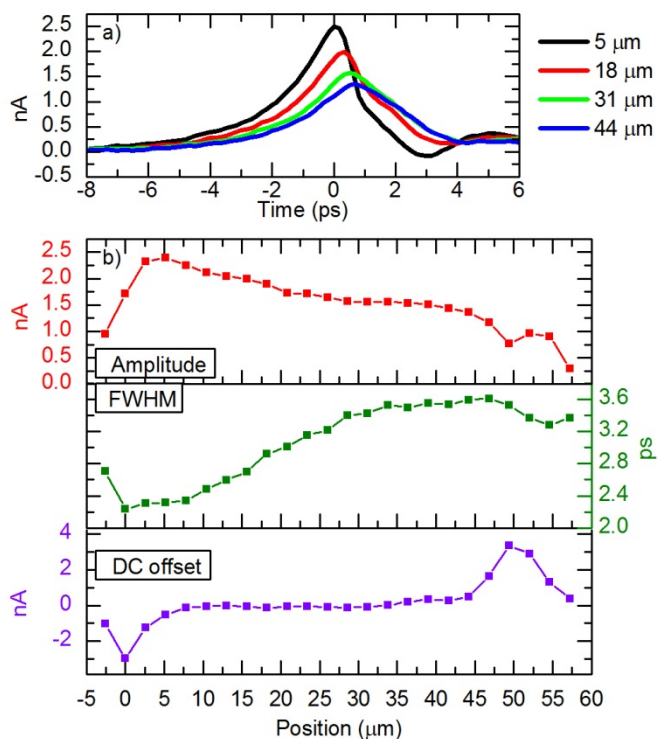 a)
2.5
2.0
1.5
1.0
0.5
0.0
0.5
nA
-8 -6 -4 -2 0 2 4 6
Time (ps)
5 μm
18 μm
31 μm
44 μm
b)
2.5
2.0
1.5
1.0
0.5
0.0
nA
Amplitude
FWHM
3.6
2.8
2.4
2.0
ps
DC offset
4
2
0
-2
nA
-5 0 5 10 15 20 25 30 35 40 45 50 55 60
Position (μm)